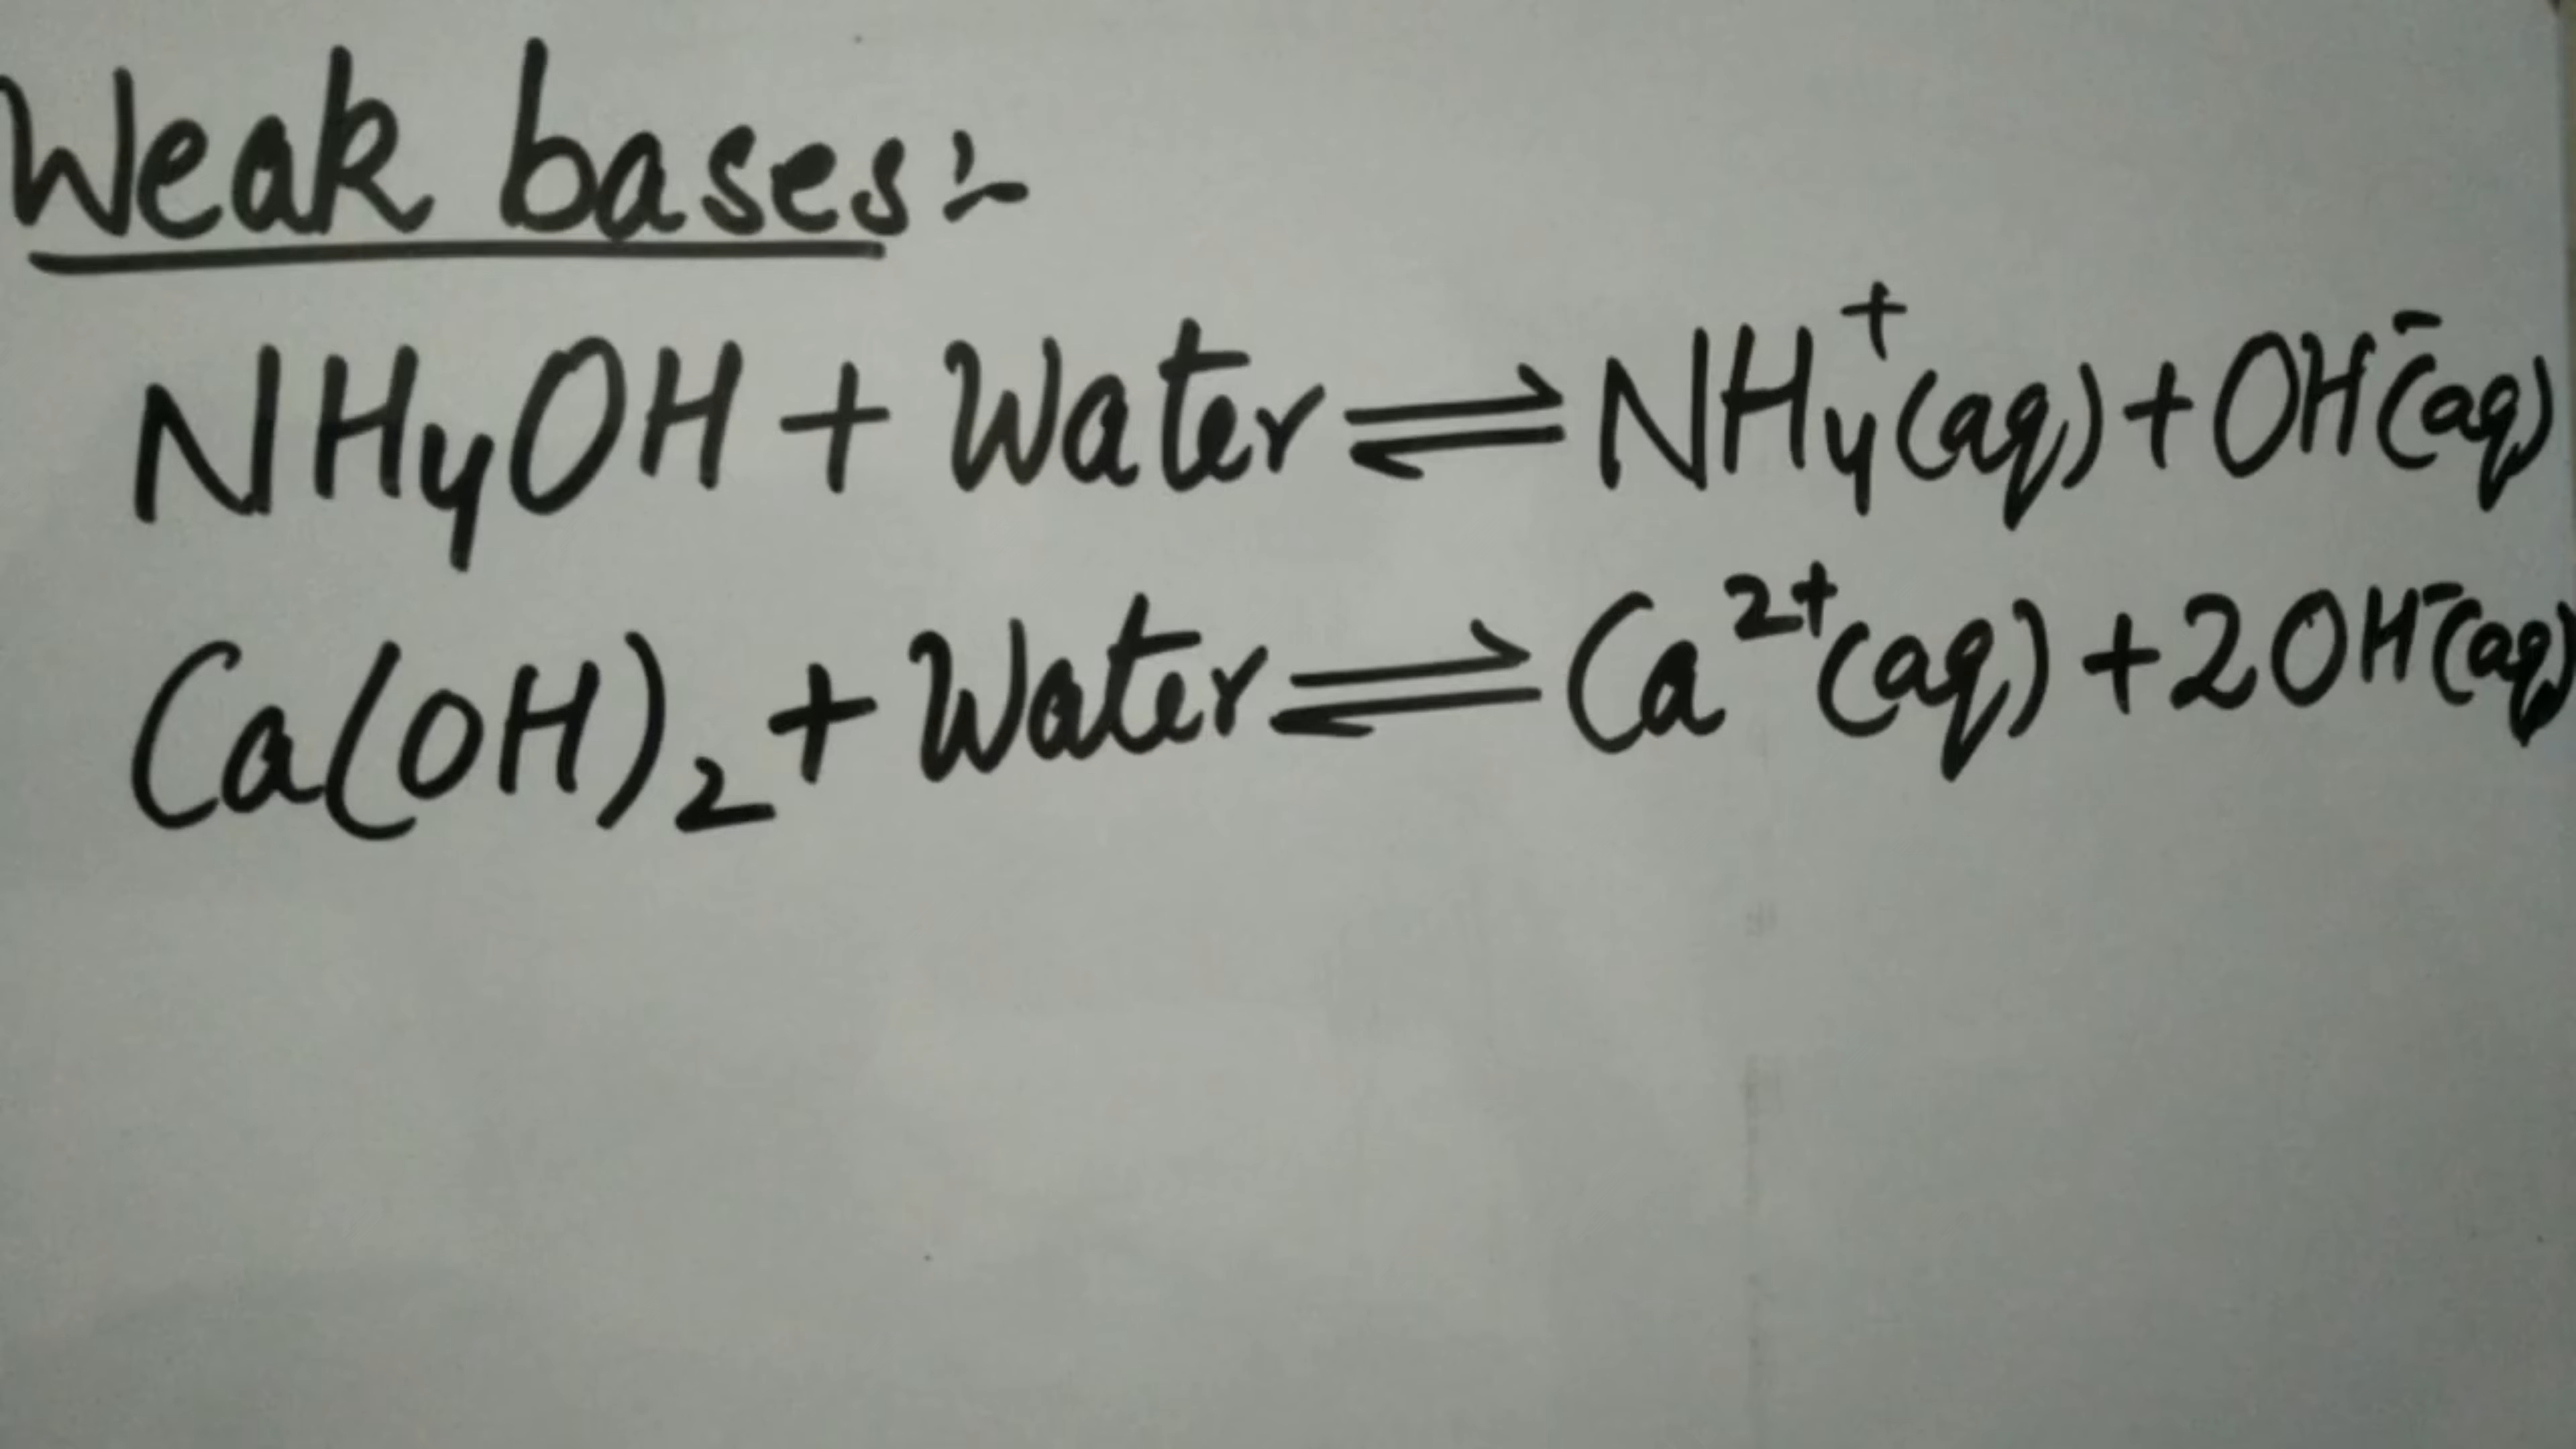 Weak bases:-
NH₄OH + Water ⇌ NH₄⁺(aq) + OH⁻(aq)
Ca(OH)₂ + Water ⇌ Ca²⁺(aq) + 2OH⁻(aq)